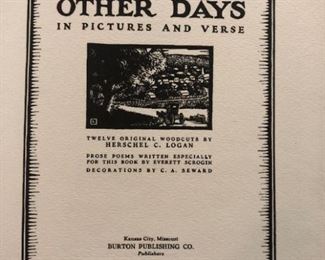 OTHER DAYS
IN PICTURES AND VERSE
TWELVE ORIGINAL WOODCUTS BY
HERSCHEL C. LOGAN
PROSE POEMS WRITTEN ESPECIALLY
FOR THIS BOOK BY EVERETT SCROGIN
DECORATIONS BY C. A. SEWARD
Kansas City, Missouri
BURTON PUBLISHING CO.
Publishers